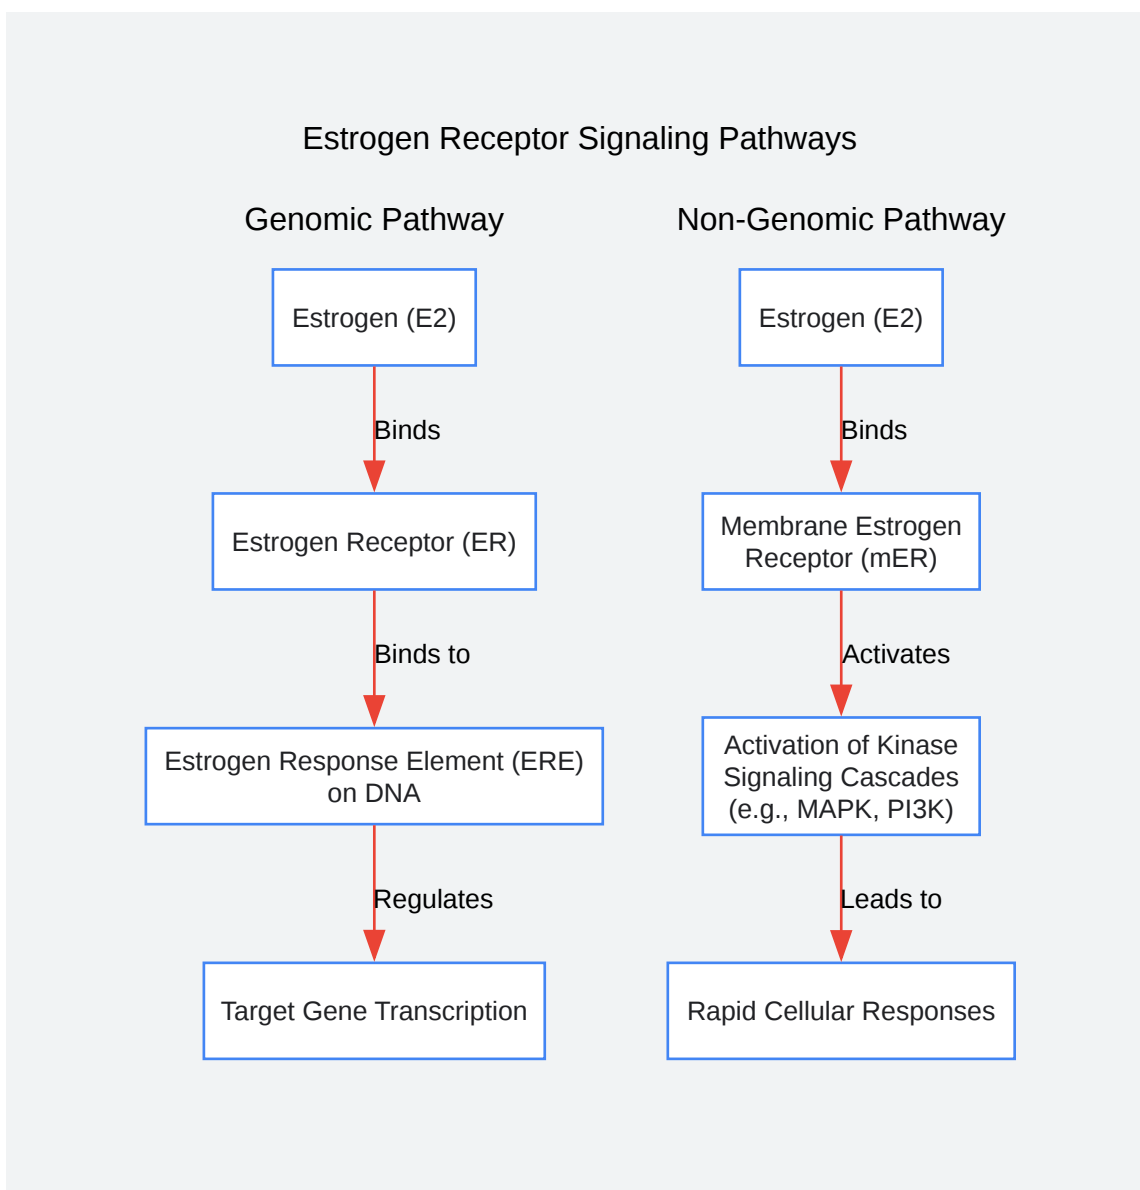 Estrogen Receptor Signaling Pathways
Genomic Pathway
Estrogen (E2)
Binds
Estrogen Receptor (ER)
Binds to
Estrogen Response Element (ERE)
on DNA
Regulates
Target Gene Transcription
Non-Genomic Pathway
Estrogen (E2)
Binds
Membrane Estrogen
Receptor (mER)
Activates
Activation of Kinase
Signaling Cascades
(e.g., MAPK, PI3K)
Leads to
Rapid Cellular Responses